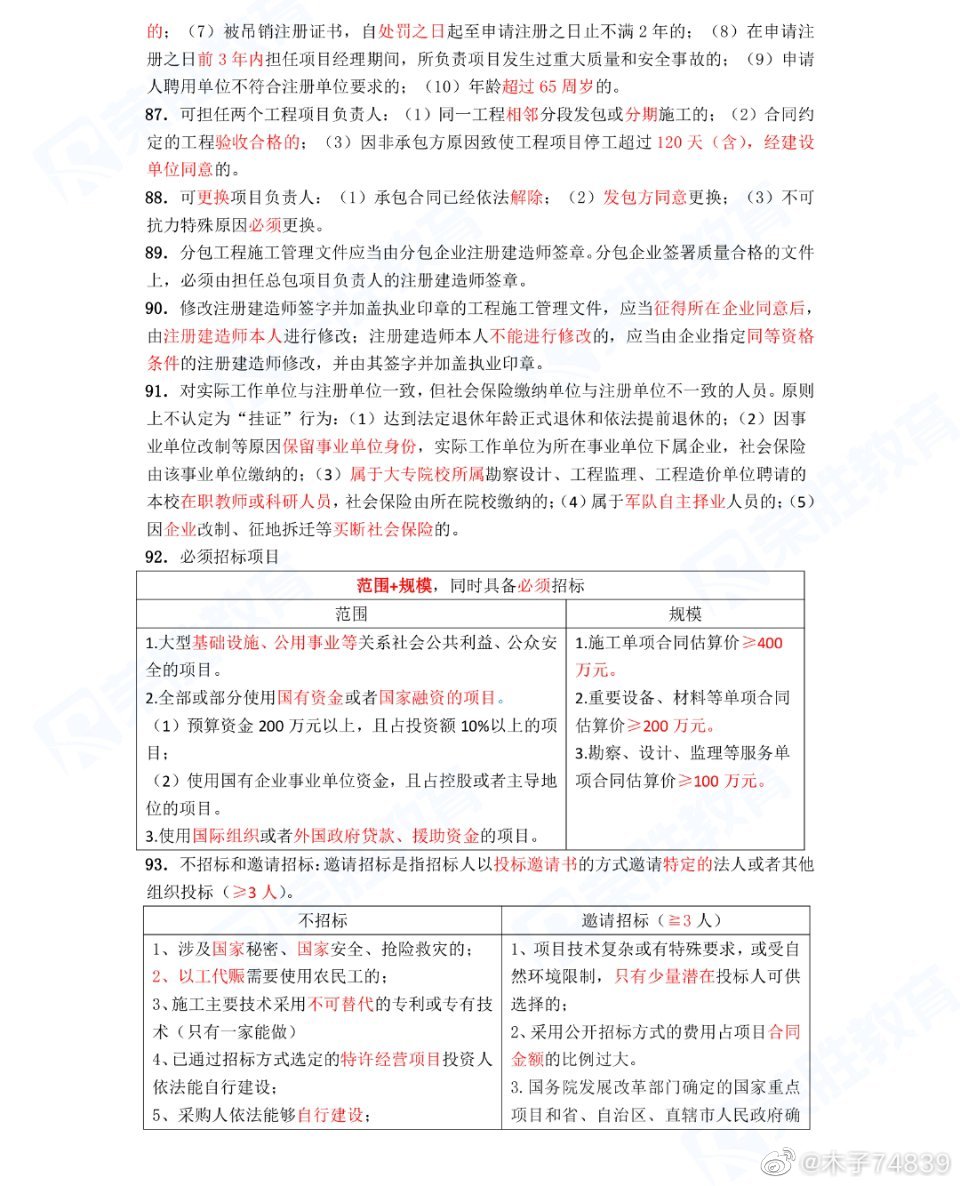 的；（7）被吊销注册证书，自处罚之日起至申请注册之日止不满 2 年的；（8）在申请注
册之日前 3 年内担任项目经理期间，所负责项目发生过重大质量和安全事故的；（9）申请
人聘用单位不符合注册单位要求的；（10）年龄超过 65 周岁的。
87．可担任两个工程项目负责人：（1）同一工程相邻分段发包或分期施工的；（2）合同约
定的工程验收合格的；（3）因非承包方原因致使工程项目停工超过 120 天（含），经建设
单位同意的。
88．可更换项目负责人：（1）承包合同已经依法解除；（2）发包方同意更换；（3）不可
抗力特殊原因必须更换。
89．分包工程施工管理文件应当由分包企业注册建造师签章。分包企业签署质量合格的文件
上，必须由担任总包项目负责人的注册建造师签章。
90．修改注册建造师签字并加盖执业印章的工程施工管理文件，应当征得所在企业同意后，
由注册建造师本人进行修改；注册建造师本人不能进行修改的，应当由企业指定同等资格
条件的注册建造师修改，并由其签字并加盖执业印章。
91．对实际工作单位与注册单位一致，但社会保险缴纳单位与注册单位不一致的人员。原则
上不认定为“挂证”行为：（1）达到法定退休年龄正式退休和依法提前退休的；（2）因事
业单位改制等原因保留事业单位身份，实际工作单位为所在事业单位下属企业，社会保险
由该事业单位缴纳的；（3）属于大专院校所属勘察设计、工程监理、工程造价单位聘请的
本校在职教师或科研人员，社会保险由所在院校缴纳的；（4）属于军队自主择业人员的；（5）
因企业改制、征地拆迁等买断社会保险的。
92．必须招标项目
范围+规模，同时具备必须招标
范围
1.大型基础设施、公用事业等关系社会公共利益、公众安
全的项目。
2.全部或部分使用国有资金或者国家融资的项目。
（1）预算资金 200 万元以上，且占投资额 10%以上的项
目；
（2）使用国有企业事业单位资金，且占控股或者主导地
位的项目。
3.使用国际组织或者外国政府贷款、援助资金的项目。
规模
1.施工单项合同估算价≥400
万元。
2.重要设备、材料等单项合同
估算价≥200 万元。
3.勘察、设计、监理等服务单
项合同估算价≥100 万元。
93．不招标和邀请招标：邀请招标是指招标人以投标邀请书的方式邀请特定的法人或者其他
组织投标（≥3 人）。
不招标
1、涉及国家秘密、国家安全、抢险救灾的；
2、以工代赈需要使用农民工的；
3、施工主要技术采用不可替代的专利或专有技
术（只有一家能做）
4、已通过招标方式选定的特许经营项目投资人
依法能自行建设；
5、采购人依法能够自行建设；
邀请招标（≧3 人）
1、项目技术复杂或有特殊要求，或受自
然环境限制，只有少量潜在投标人可供
选择的；
2、采用公开招标方式的费用占项目合同
金额的比例过大。
3. 国务院发展改革部门确定的国家重点
项目和省、自治区、直辖市人民政府确
荣胜教育
@木子74839